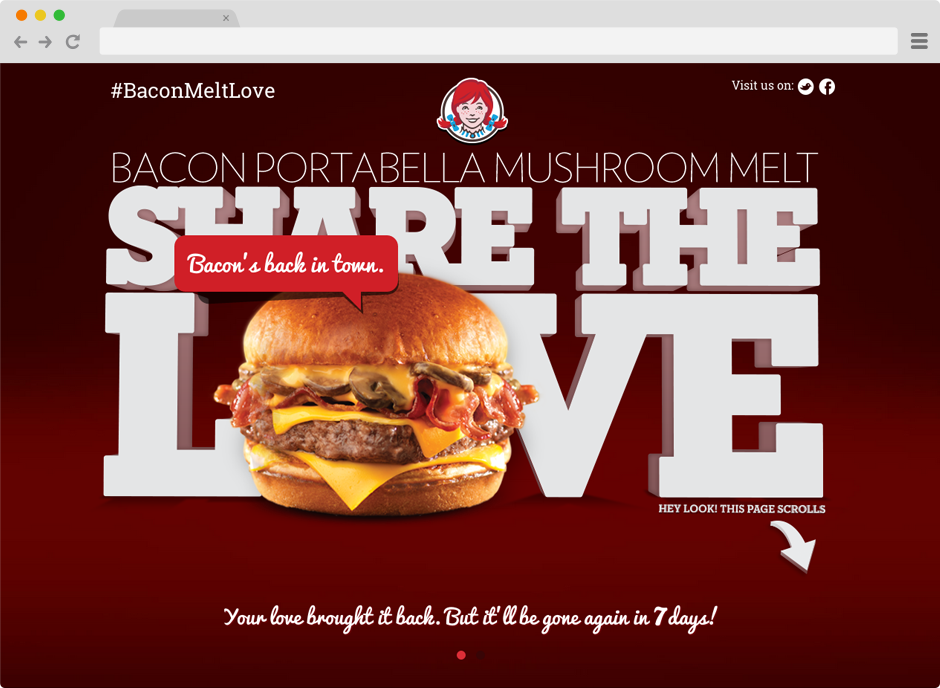 #BaconMeltLove
Visit us on:
BACON PORTABELLA MUSHROOM MELT
SHARE THE
Bacon's back in town.
LOVE
HEY LOOK! THIS PAGE SCROLLS
Your love brought it back. But it'll be gone again in 7 days!